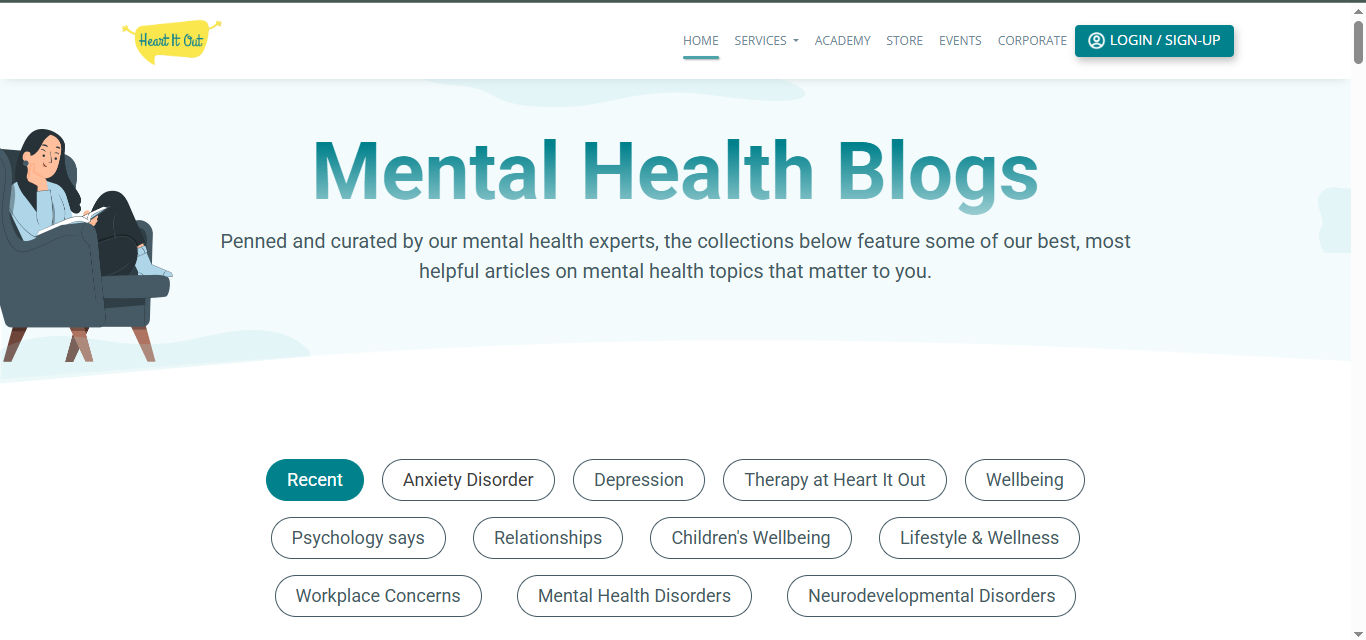 Heart It Out
HOME SERVICES ACADEMY STORE EVENTS CORPORATE LOGIN / SIGN-UP
Mental Health Blogs
Penned and curated by our mental health experts, the collections below feature some of our best, most
helpful articles on mental health topics that matter to you.
Recent Anxiety Disorder Depression Therapy at Heart It Out Wellbeing
Psychology says Relationships Children's Wellbeing Lifestyle & Wellness
Workplace Concerns Mental Health Disorders Neurodevelopmental Disorders